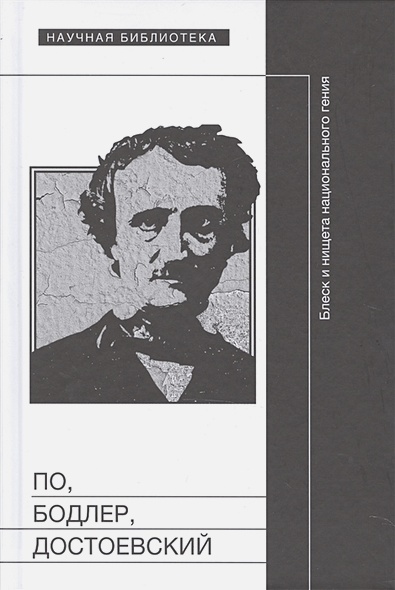 НАУЧНАЯ БИБЛИОТЕКА
Блеск и нищета национального гения
ПО,
БОДЛЕР,
ДОСТОЕВСКИЙ